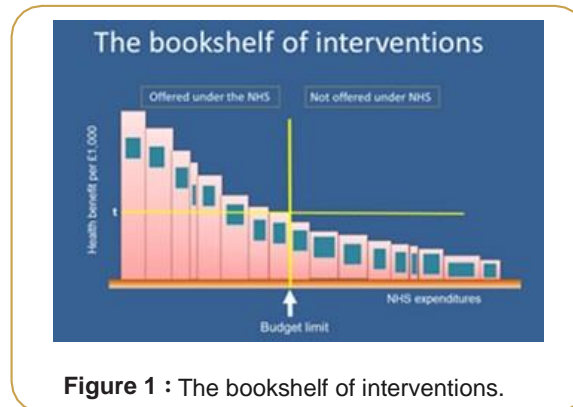 The bookshelf of interventions
Offered under the NHS
Not offered under NHS
Health benefit per £1,000
t
NHS expenditures
Budget limit
Figure 1 : The bookshelf of interventions.